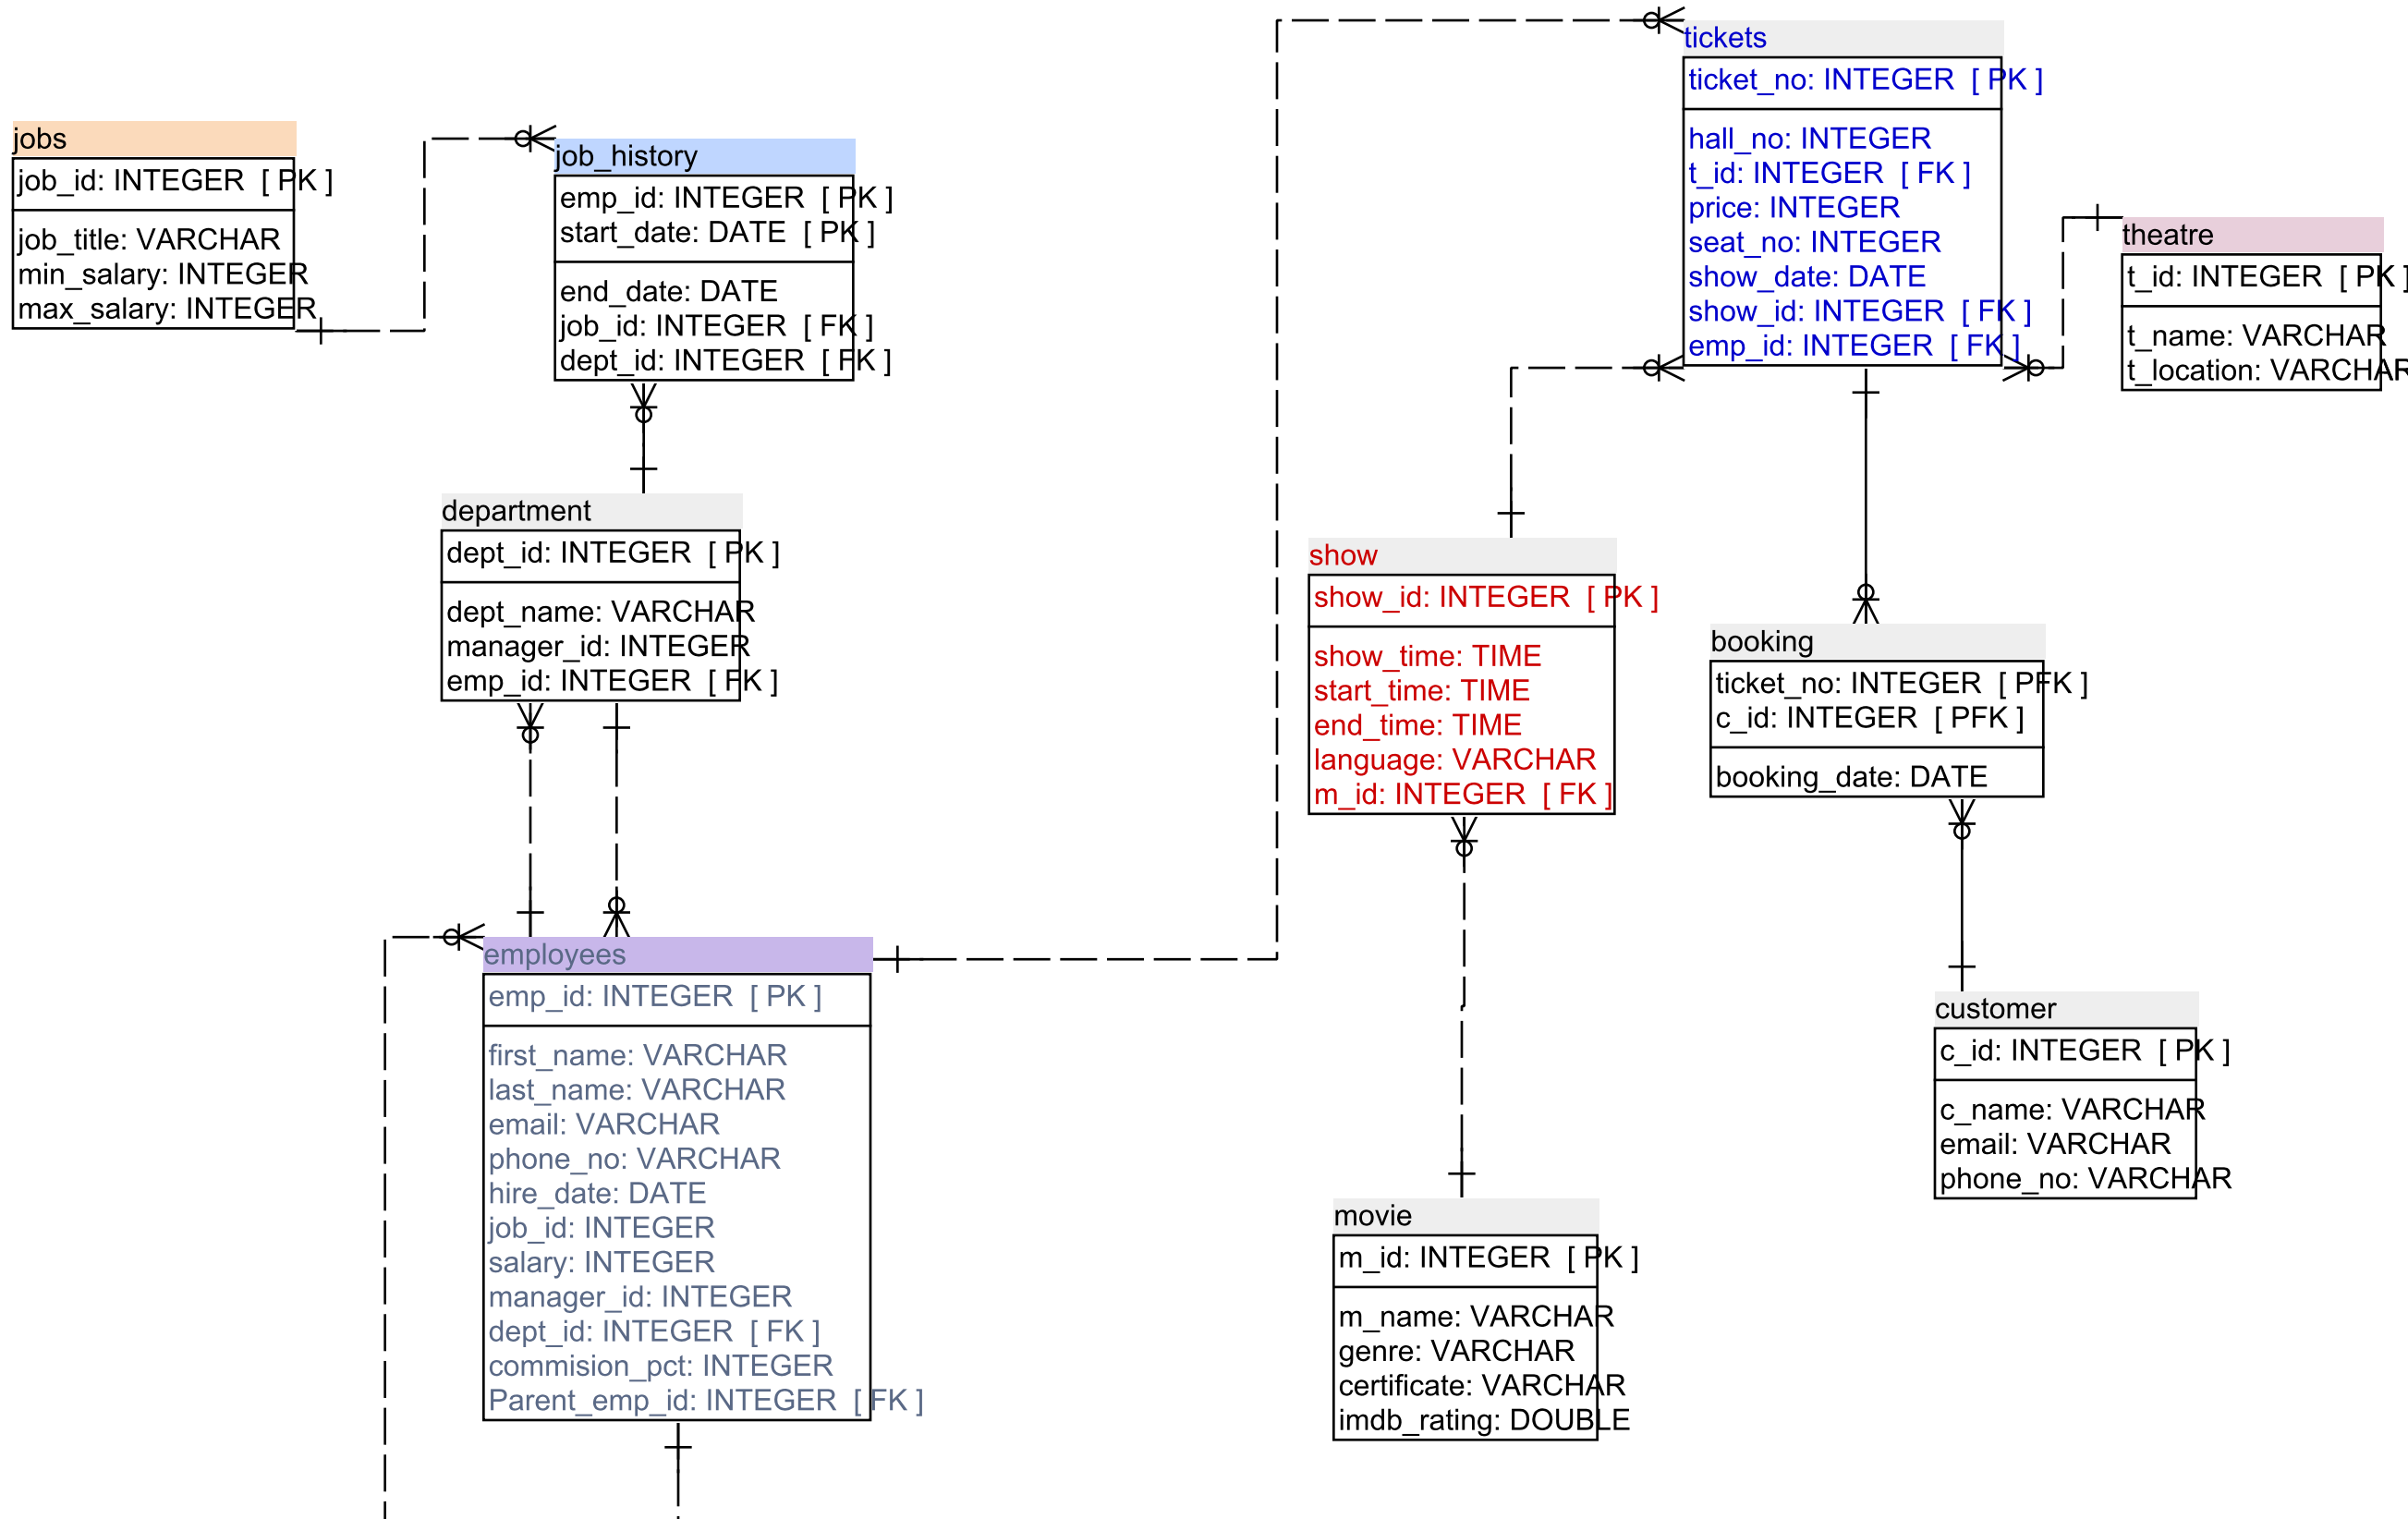 jobs
job_id: INTEGER [ PK ]
job_title: VARCHAR
min_salary: INTEGER
max_salary: INTEGER
job_history
emp_id: INTEGER [ PK ]
start_date: DATE [ PK ]
end_date: DATE
job_id: INTEGER [ FK ]
dept_id: INTEGER [ FK ]
department
dept_id: INTEGER [ PK ]
dept_name: VARCHAR
manager_id: INTEGER
emp_id: INTEGER [ FK ]
employees
emp_id: INTEGER [ PK ]
first_name: VARCHAR
last_name: VARCHAR
email: VARCHAR
phone_no: VARCHAR
hire_date: DATE
job_id: INTEGER
salary: INTEGER
manager_id: INTEGER
dept_id: INTEGER [ FK ]
commision_pct: INTEGER
Parent_emp_id: INTEGER [ FK ]
tickets
ticket_no: INTEGER [ PK ]
hall_no: INTEGER
t_id: INTEGER [ FK ]
price: INTEGER
seat_no: INTEGER
show_date: DATE
show_id: INTEGER [ FK ]
emp_id: INTEGER [ FK ]
theatre
t_id: INTEGER [ PK ]
t_name: VARCHAR
t_location: VARCHAR
show
show_id: INTEGER [ PK ]
show_time: TIME
start_time: TIME
end_time: TIME
language: VARCHAR
m_id: INTEGER [ FK ]
booking
ticket_no: INTEGER [ PFK ]
c_id: INTEGER [ PFK ]
booking_date: DATE
customer
c_id: INTEGER [ PK ]
c_name: VARCHAR
email: VARCHAR
phone_no: VARCHAR
movie
m_id: INTEGER [ PK ]
m_name: VARCHAR
genre: VARCHAR
certificate: VARCHAR
imdb_rating: DOUBLE